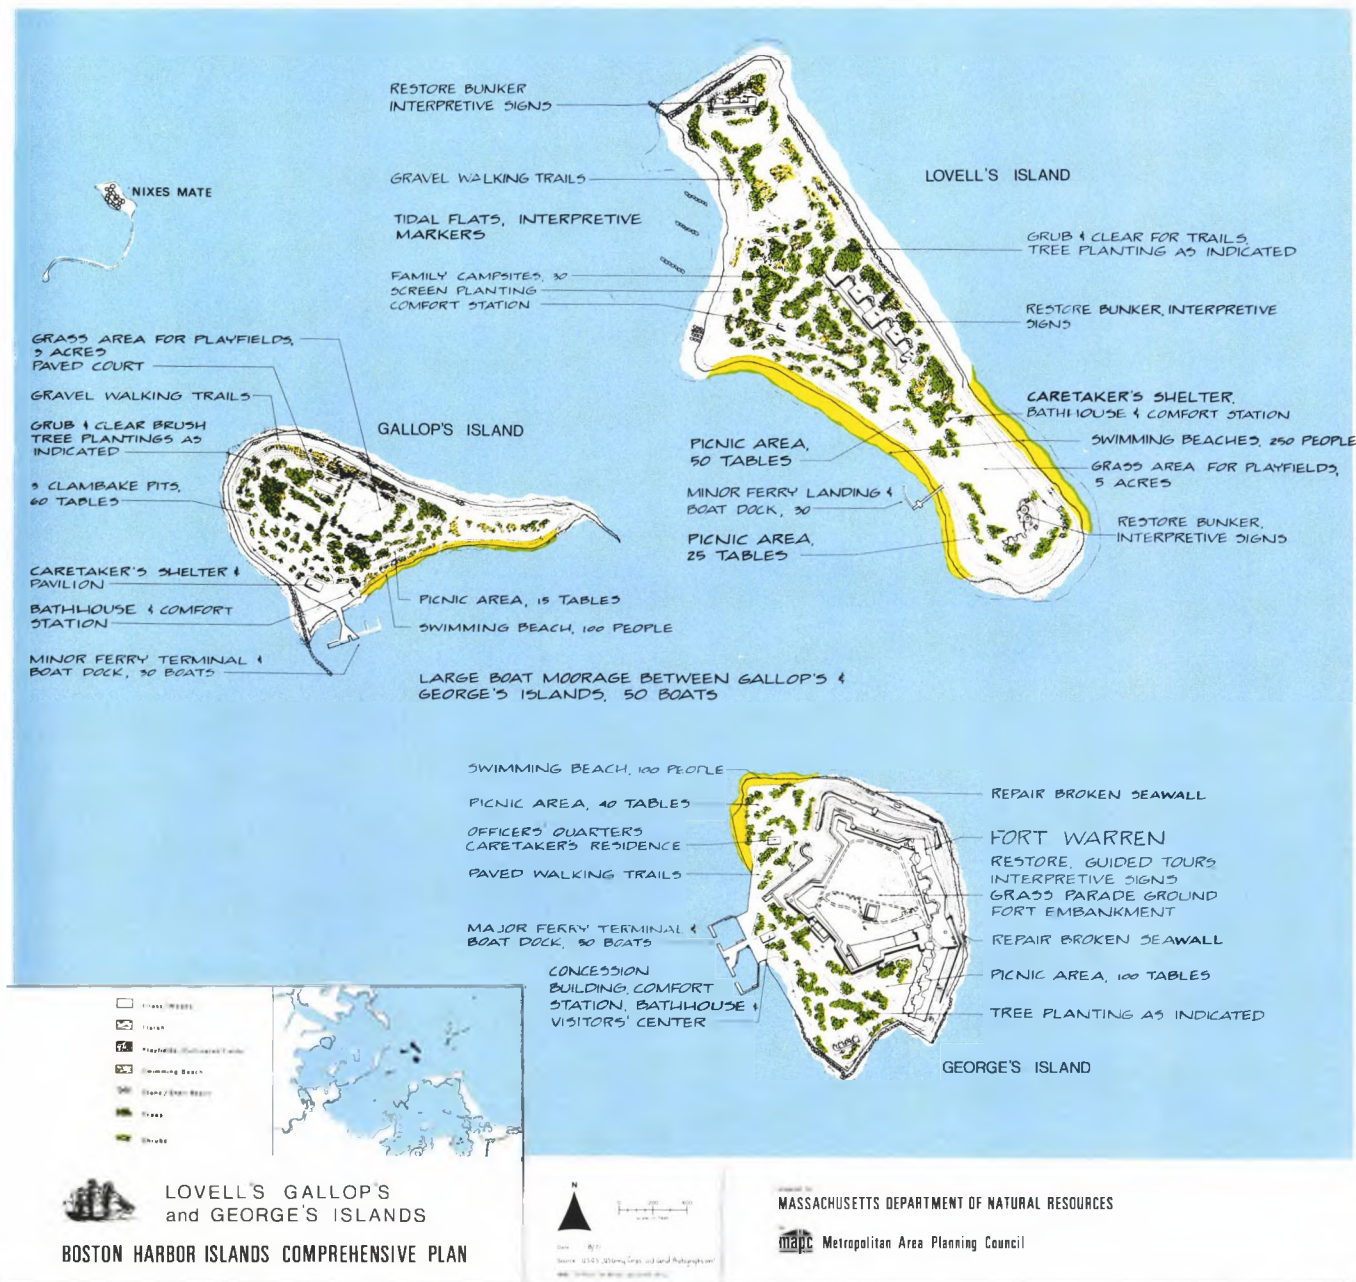 RESTORE BUNKER
INTERPRETIVE SIGNS
GRAVEL WALKING TRAILS
TIDAL FLATS, INTERPRETIVE
MARKERS
FAMILY CAMPSITES, 30
SCREEN PLANTING
COMFORT STATION
LOVELL'S ISLAND
GRUB & CLEAR FOR TRAILS,
TREE PLANTING AS INDICATED
RESTORE BUNKER, INTERPRETIVE
SIGNS
CARETAKER'S SHELTER,
BATHHOUSE & COMFORT STATION
SWIMMING BEACHES, 250 PEOPLE
GRASS AREA FOR PLAYFIELDS,
5 ACRES
RESTORE BUNKER,
INTERPRETIVE SIGNS
PICNIC AREA,
50 TABLES
MINOR FERRY LANDING &
BOAT DOCK, 30
PICNIC AREA,
25 TABLES
NIXES MATE
GRASS AREA FOR PLAYFIELDS,
3 ACRES
PAVED COURT
GRAVEL WALKING TRAILS
GRUB & CLEAR BRUSH
TREE PLANTINGS AS
INDICATED
3 CLAMBAKE PITS,
60 TABLES
CARETAKER'S SHELTER &
PAVILION
BATHHOUSE & COMFORT
STATION
MINOR FERRY TERMINAL &
BOAT DOCK, 30 BOATS
GALLOP'S ISLAND
PICNIC AREA, 15 TABLES
SWIMMING BEACH, 100 PEOPLE
LARGE BOAT MOORAGE BETWEEN GALLOP'S &
GEORGE'S ISLANDS, 50 BOATS
SWIMMING BEACH, 100 PEOPLE
PICNIC AREA, 40 TABLES
OFFICERS' QUARTERS
CARETAKER'S RESIDENCE
PAVED WALKING TRAILS
MAJOR FERRY TERMINAL &
BOAT DOCK, 50 BOATS
CONCESSION
BUILDING, COMFORT
STATION, BATHHOUSE &
VISITORS' CENTER
REPAIR BROKEN SEAWALL
FORT WARREN
RESTORE, GUIDED TOURS
INTERPRETIVE SIGNS
GRASS PARADE GROUND
FORT EMBANKMENT
REPAIR BROKEN SEAWALL
PICNIC AREA, 100 TABLES
TREE PLANTING AS INDICATED
GEORGE'S ISLAND
Swimming Beach
Trees
Shrubs
LOVELL'S GALLOP'S
and GEORGE'S ISLANDS
BOSTON HARBOR ISLANDS COMPREHENSIVE PLAN
N
0 200 400
MASSACHUSETTS DEPARTMENT OF NATURAL RESOURCES
mapc Metropolitan Area Planning Council